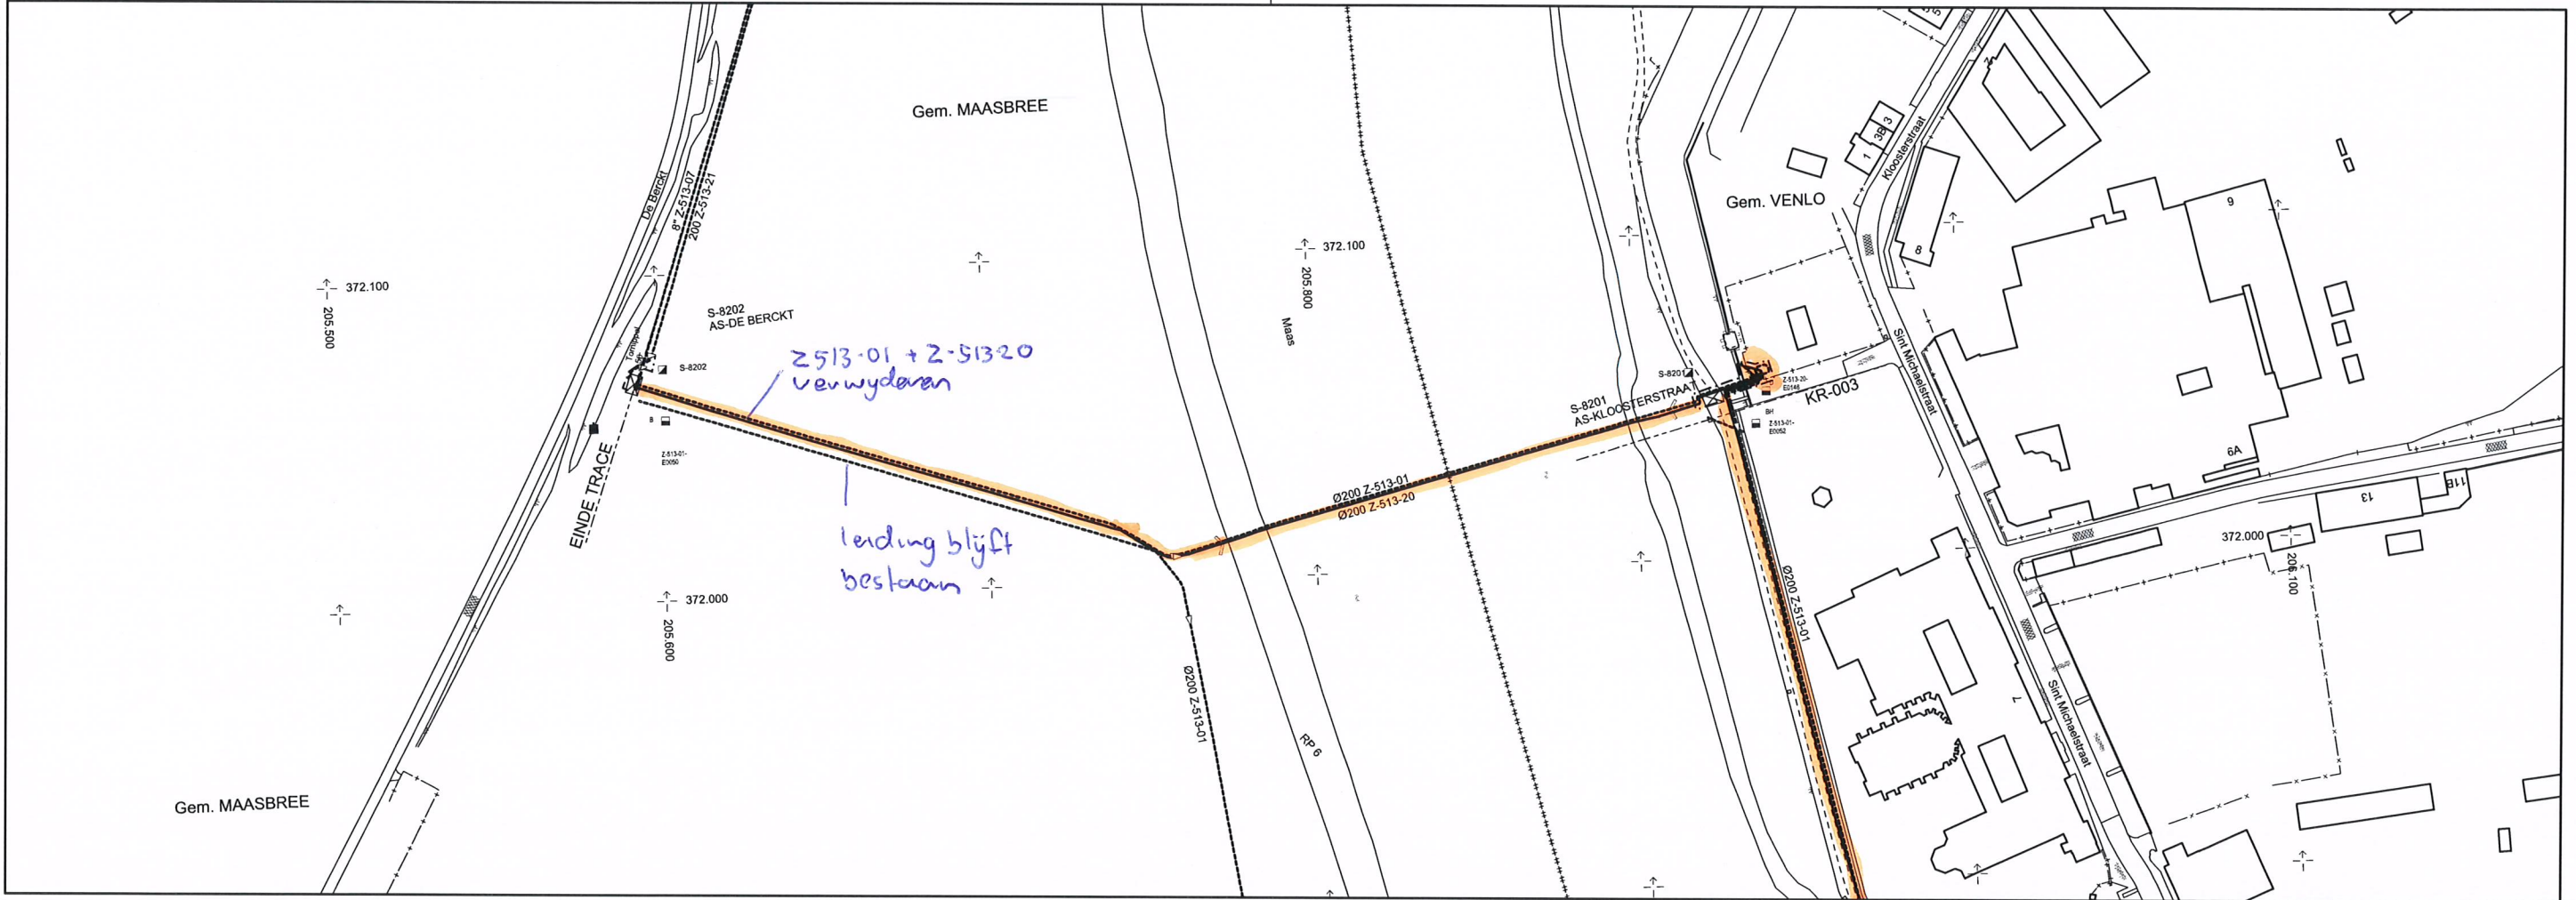 Gem. MAASBREE
De Berckt
8" Z-513-07
200 Z-513-21
372.100
205.500
S-8202
AS-DE BERCKT
S-8202
Z513-01 + Z-51320
verwyderen
Z-513-01-
E0050
EINDE TRACE
leiding blijft
bestaan
372.000
205.600
Gem. MAASBREE
Ø200 Z-513-01
RP 6
372.100
205.800
Maas
Ø200 Z-513-01
Ø200 Z-513-20
S-8201
AS-KLOOSTERSTRAAT
S-8201
Z-513-20-
E0146
BH
Z-513-01-
E0052
KR-003
Ø200 Z-513-01
Gem. VENLO
Kloosterstraat
1
3B
3
8
9
Sint Michaelstraat
6A
11B
13
372.000
206.100
7
Sint Michaelstraat